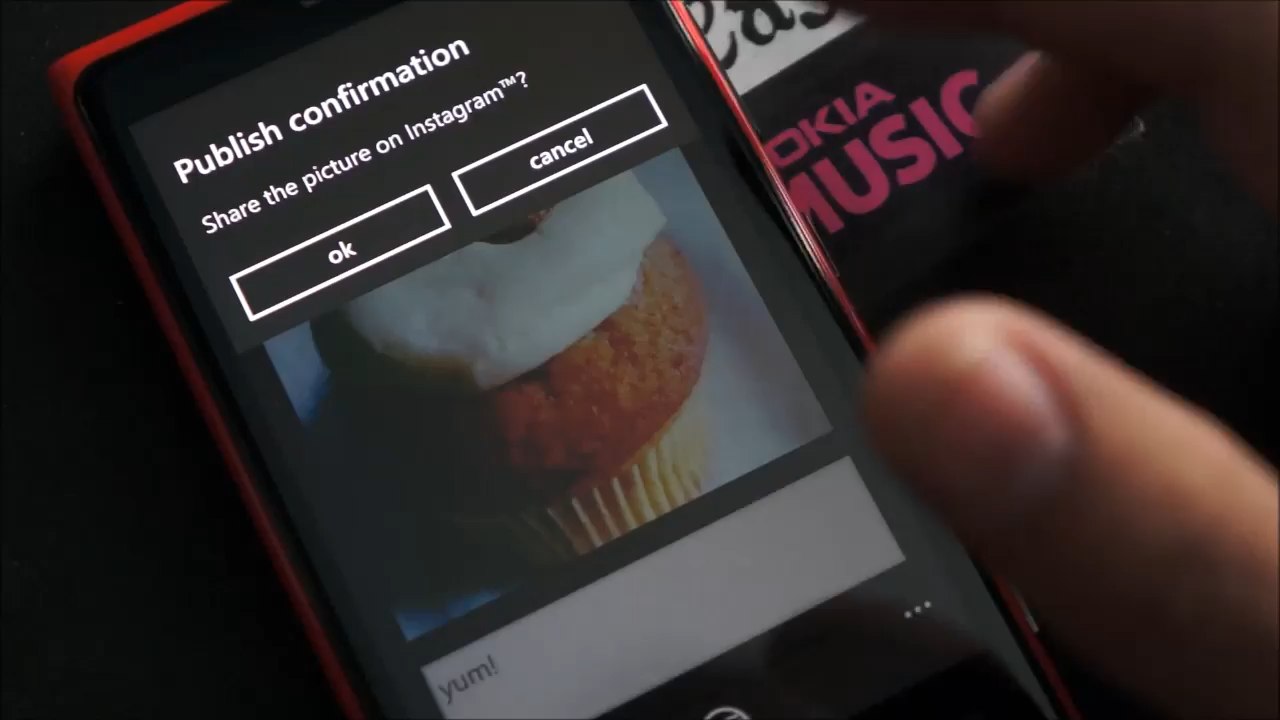 Publish confirmation
Share the picture on Instagram™?
ok
cancel
yum!
OKIA
MUSIC